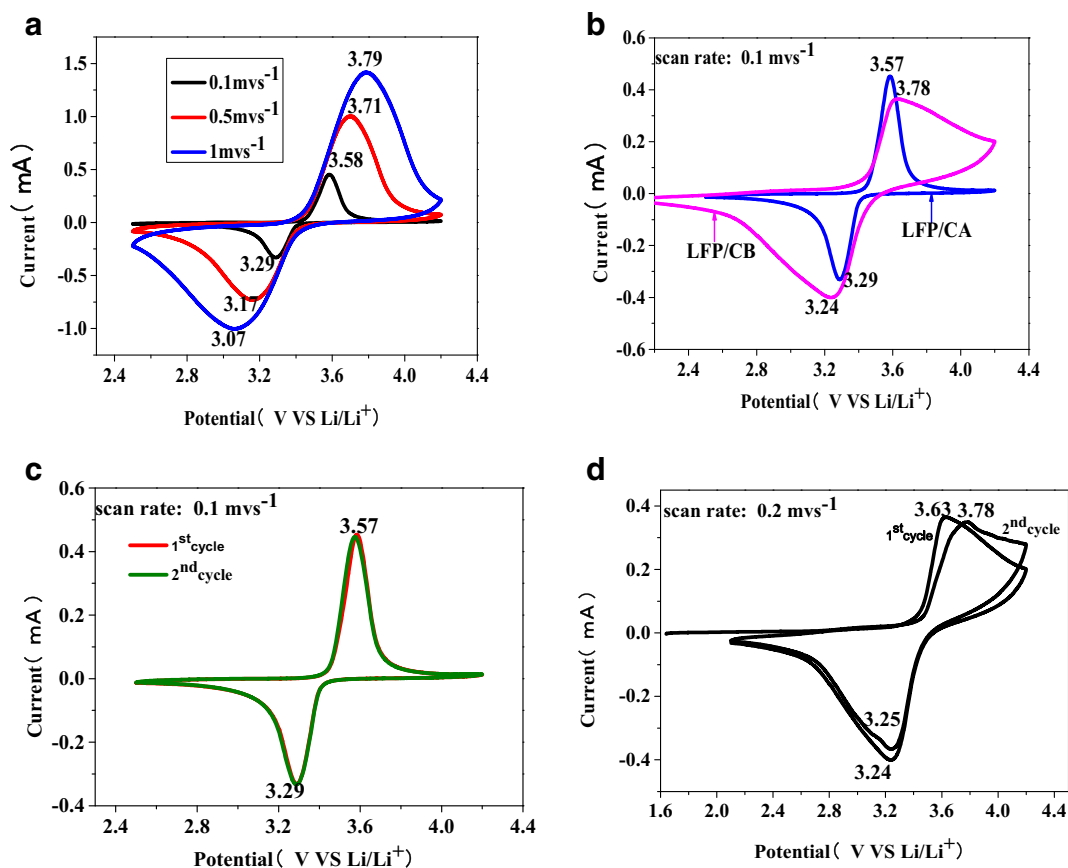 a
3.79
0.1mvs-1
0.5mvs-1
1mvs-1
3.71
3.58
3.29
3.17
3.07
1.5
1.0
0.5
0.0
-0.5
-1.0
Current( mA)
2.4 2.8 3.2 3.6 4.0 4.4
Potential( V VS Li/Li+)
b
scan rate: 0.1 mvs-1
3.57
3.78
LFP/CA
LFP/CB
3.29
3.24
0.6
0.4
0.2
0.0
-0.2
-0.4
-0.6
Current( mA)
2.4 2.8 3.2 3.6 4.0 4.4
Potential( V VS Li/Li+)
c
scan rate: 0.1 mvs-1
3.57
1st cycle
2nd cycle
3.29
0.6
0.4
0.2
0.0
-0.2
-0.4
Current( mA)
2.4 2.8 3.2 3.6 4.0 4.4
Potential( V VS Li/Li+)
d
scan rate: 0.2 mvs-1
3.63 3.78
1st cycle
2nd cycle
3.25
3.24
0.4
0.2
0.0
-0.2
-0.4
Current( mA)
1.6 2.0 2.4 2.8 3.2 3.6 4.0 4.4
Potential( V VS Li/Li+)